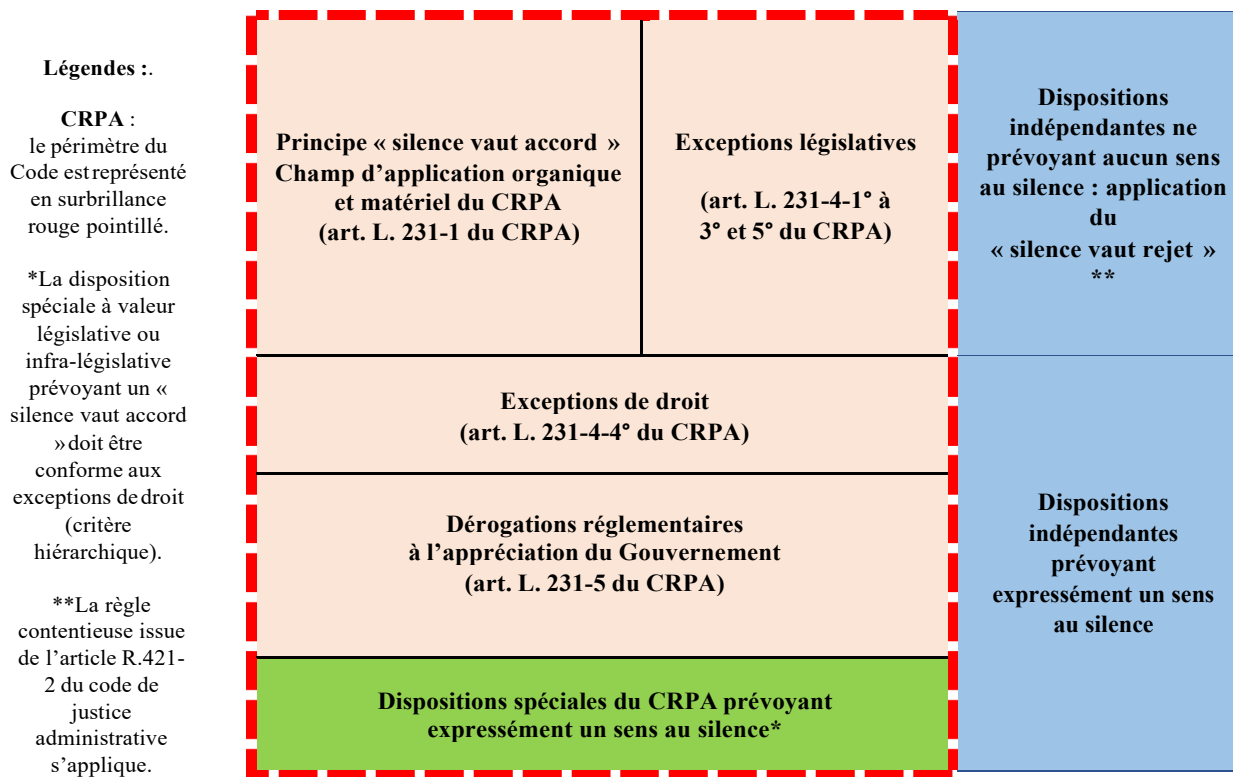 Légendes :.
CRPA :
le périmètre du
Code est représenté
en surbrillance
rouge pointillé.
*La disposition
spéciale à valeur
législative ou
infra-législative
prévoyant un «
silence vaut accord
» doit être
conforme aux
exceptions de droit
(critère
hiérarchique).
**La règle
contentieuse issue
de l’article R.421-
2 du code de
justice
administrative
s’applique.
Principe « silence vaut accord »
Champ d’application organique
et matériel du CRPA
(art. L. 231-1 du CRPA)
Exceptions législatives
(art. L. 231-4-1° à
3° et 5° du CRPA)
Dispositions
indépendantes ne
prévoyant aucun sens
au silence : application
du
« silence vaut rejet »
**
Exceptions de droit
(art. L. 231-4-4° du CRPA)
Dérogations réglementaires
à l’appréciation du Gouvernement
(art. L. 231-5 du CRPA)
Dispositions
indépendantes
prévoyant
expressément un sens
au silence
Dispositions spéciales du CRPA prévoyant
expressément un sens au silence*